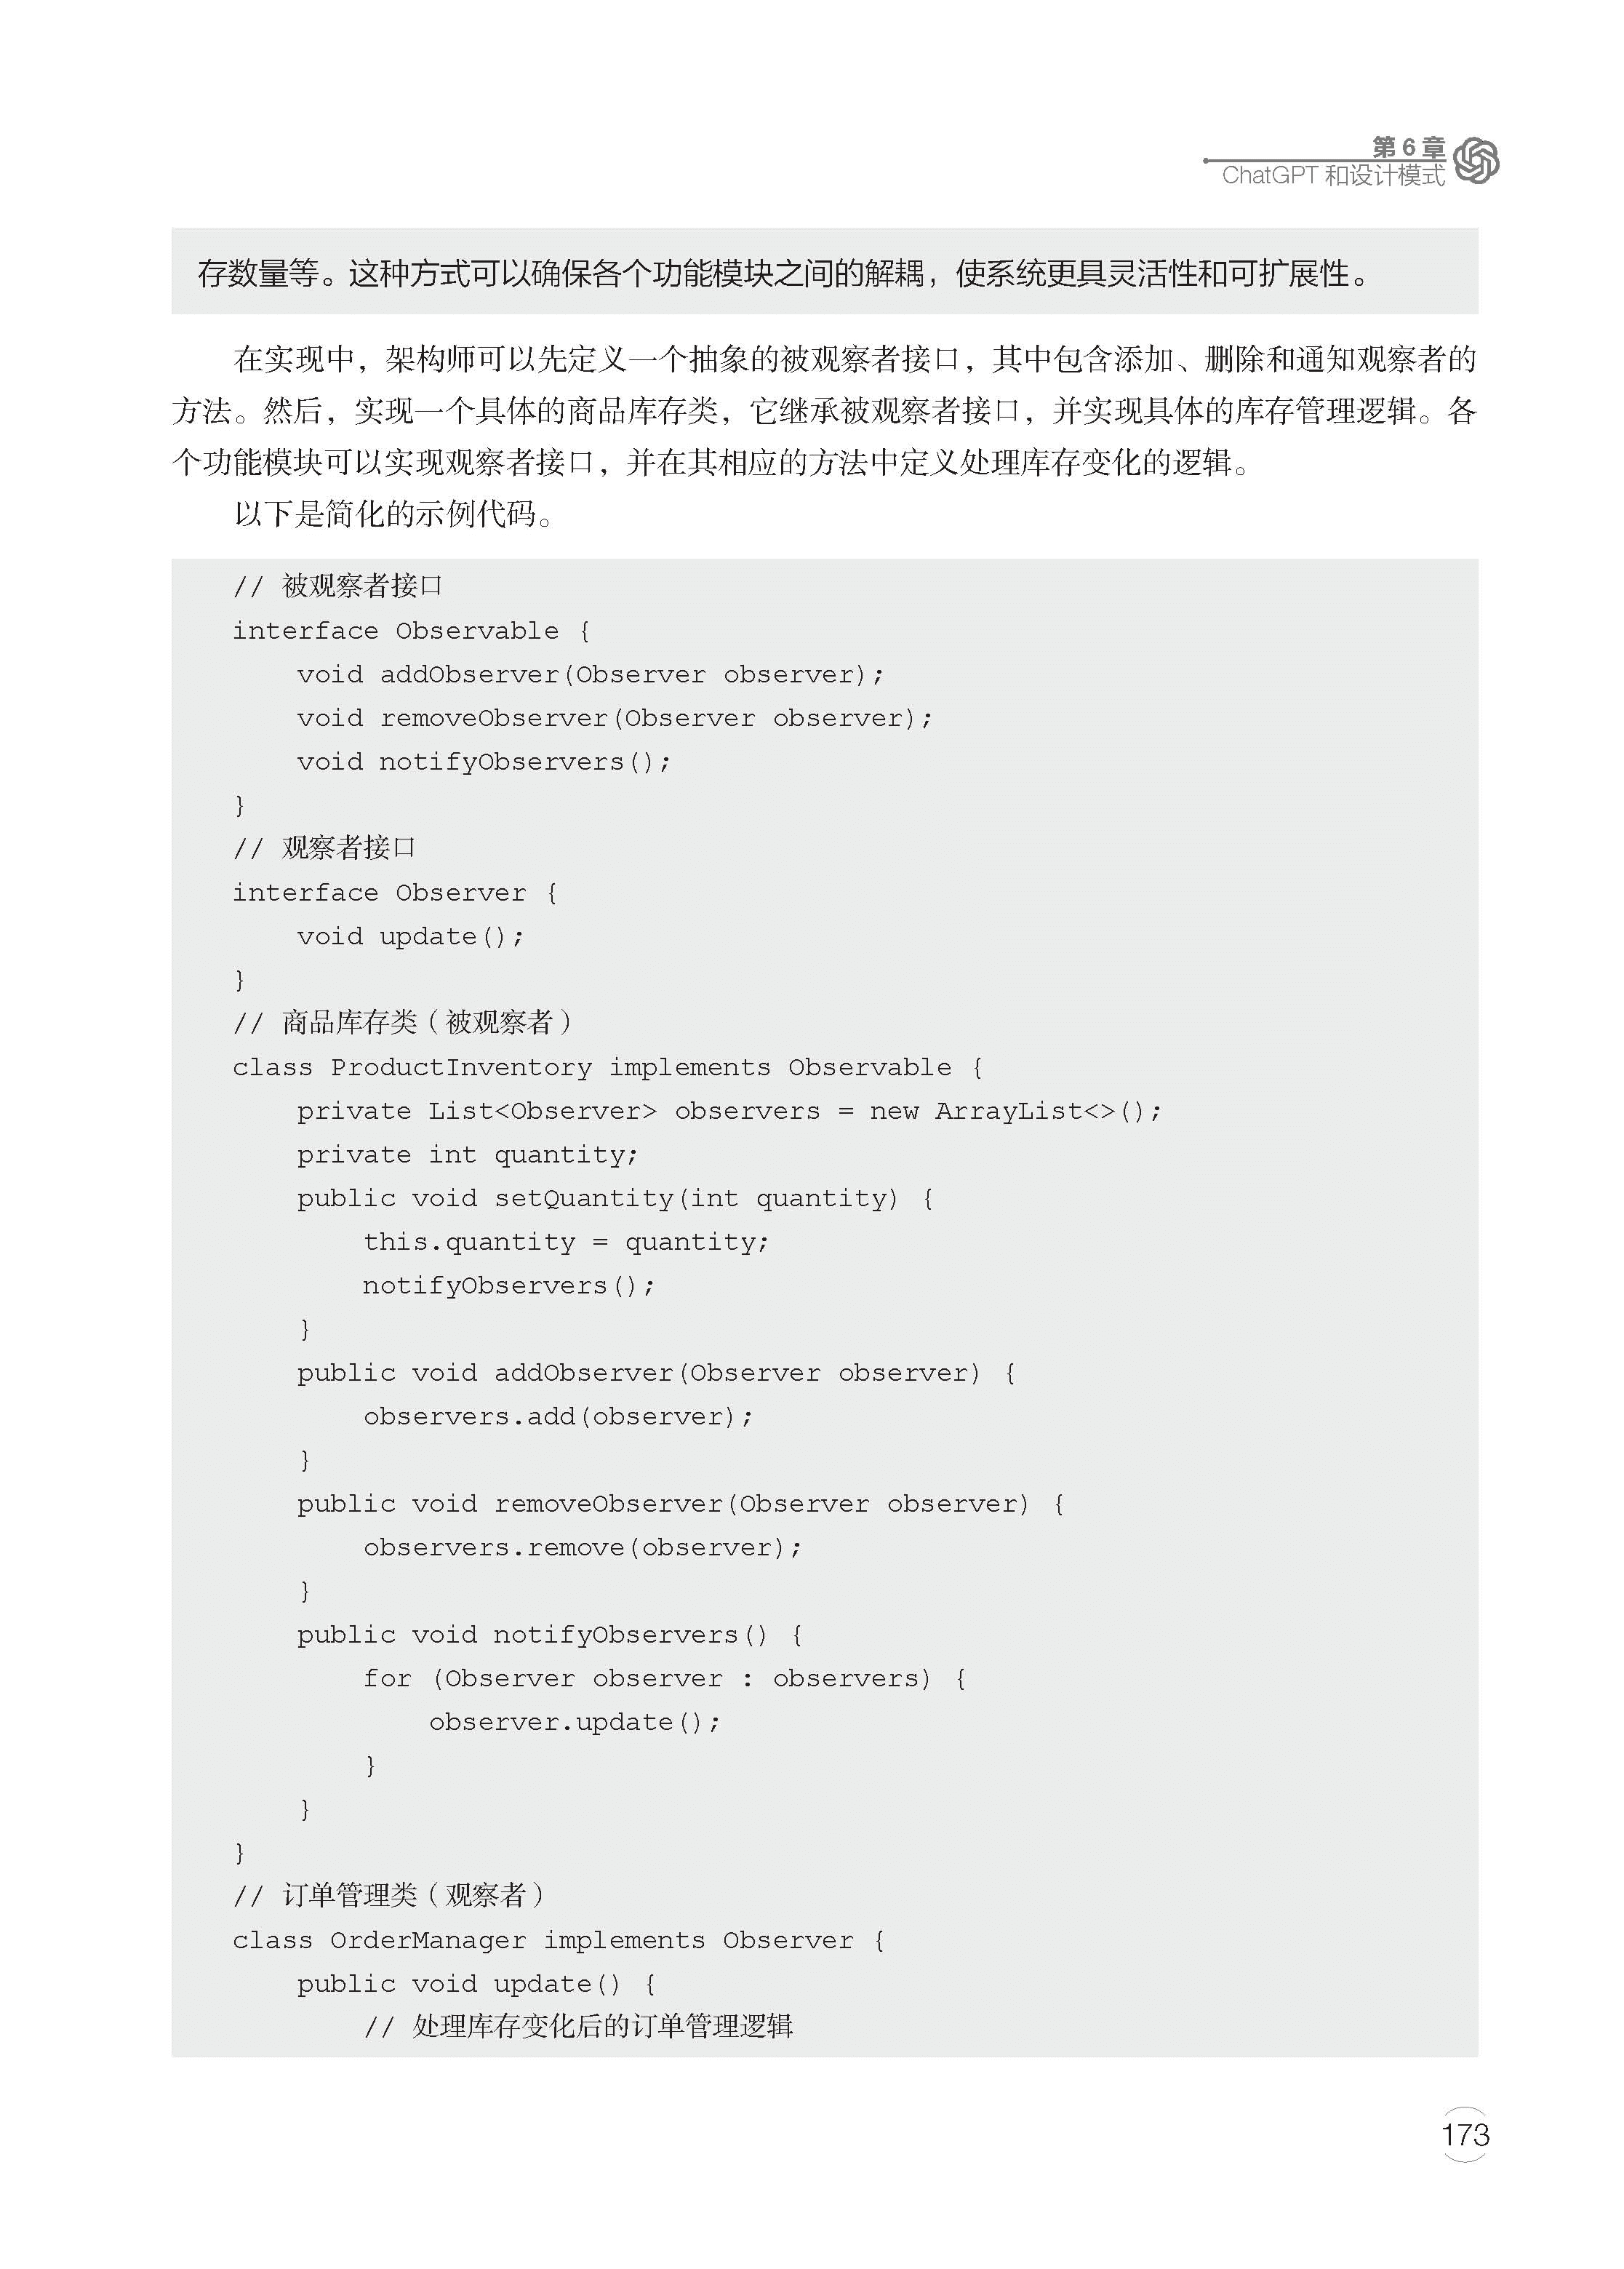 第 6 章
ChatGPT 和设计模式
存数量等。这种方式可以确保各个功能模块之间的解耦，使系统更具灵活性和可扩展性。
在实现中，架构师可以先定义一个抽象的被观察者接口，其中包含添加、删除和通知观察者的
方法。然后，实现一个具体的商品库存类，它继承被观察者接口，并实现具体的库存管理逻辑。各
个功能模块可以实现观察者接口，并在其相应的方法中定义处理库存变化的逻辑。
以下是简化的示例代码。
// 被观察者接口
interface Observable {
    void addObserver(Observer observer);
    void removeObserver(Observer observer);
    void notifyObservers();
}
// 观察者接口
interface Observer {
    void update();
}
// 商品库存类（被观察者）
class ProductInventory implements Observable {
    private List<Observer> observers = new ArrayList<>();
    private int quantity;
    public void setQuantity(int quantity) {
        this.quantity = quantity;
        notifyObservers();
    }
    public void addObserver(Observer observer) {
        observers.add(observer);
    }
    public void removeObserver(Observer observer) {
        observers.remove(observer);
    }
    public void notifyObservers() {
        for (Observer observer : observers) {
            observer.update();
        }
    }
}
// 订单管理类（观察者）
class OrderManager implements Observer {
    public void update() {
        // 处理库存变化后的订单管理逻辑
173